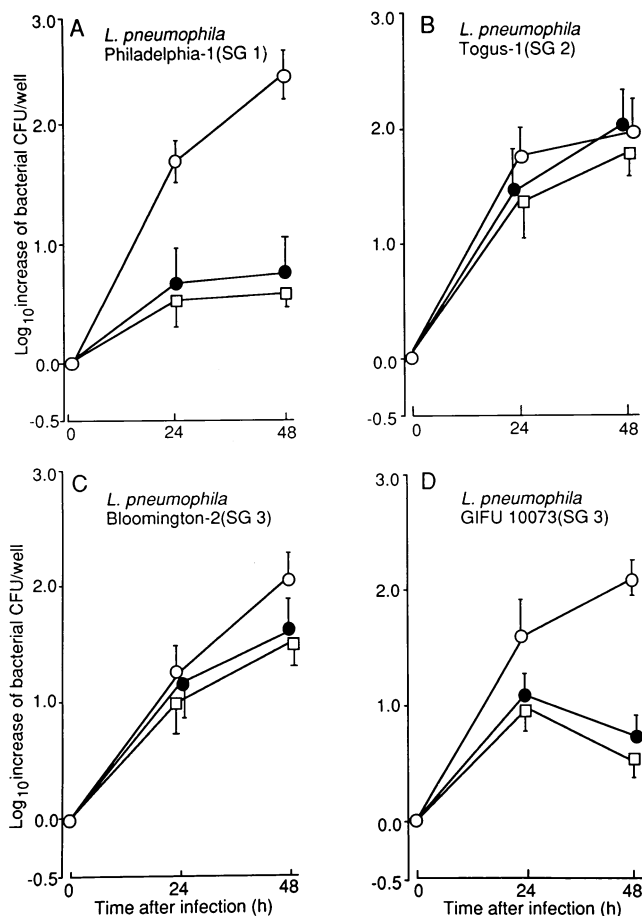 A
L. pneumophila
Philadelphia-1(SG 1)
3.0
2.0
1.0
0.0
-0.5
0
24
48
Log10 increase of bacterial CFU/well
B
L. pneumophila
Togus-1(SG 2)
3.0
2.0
1.0
0.0
-0.5
0
24
48
C
L. pneumophila
Bloomington-2(SG 3)
3.0
2.0
1.0
0.0
-0.5
0
24
48
Log10 increase of bacterial CFU/well
Time after infection (h)
D
L. pneumophila
GIFU 10073(SG 3)
3.0
2.0
1.0
0.0
-0.5
0
24
48
Time after infection (h)